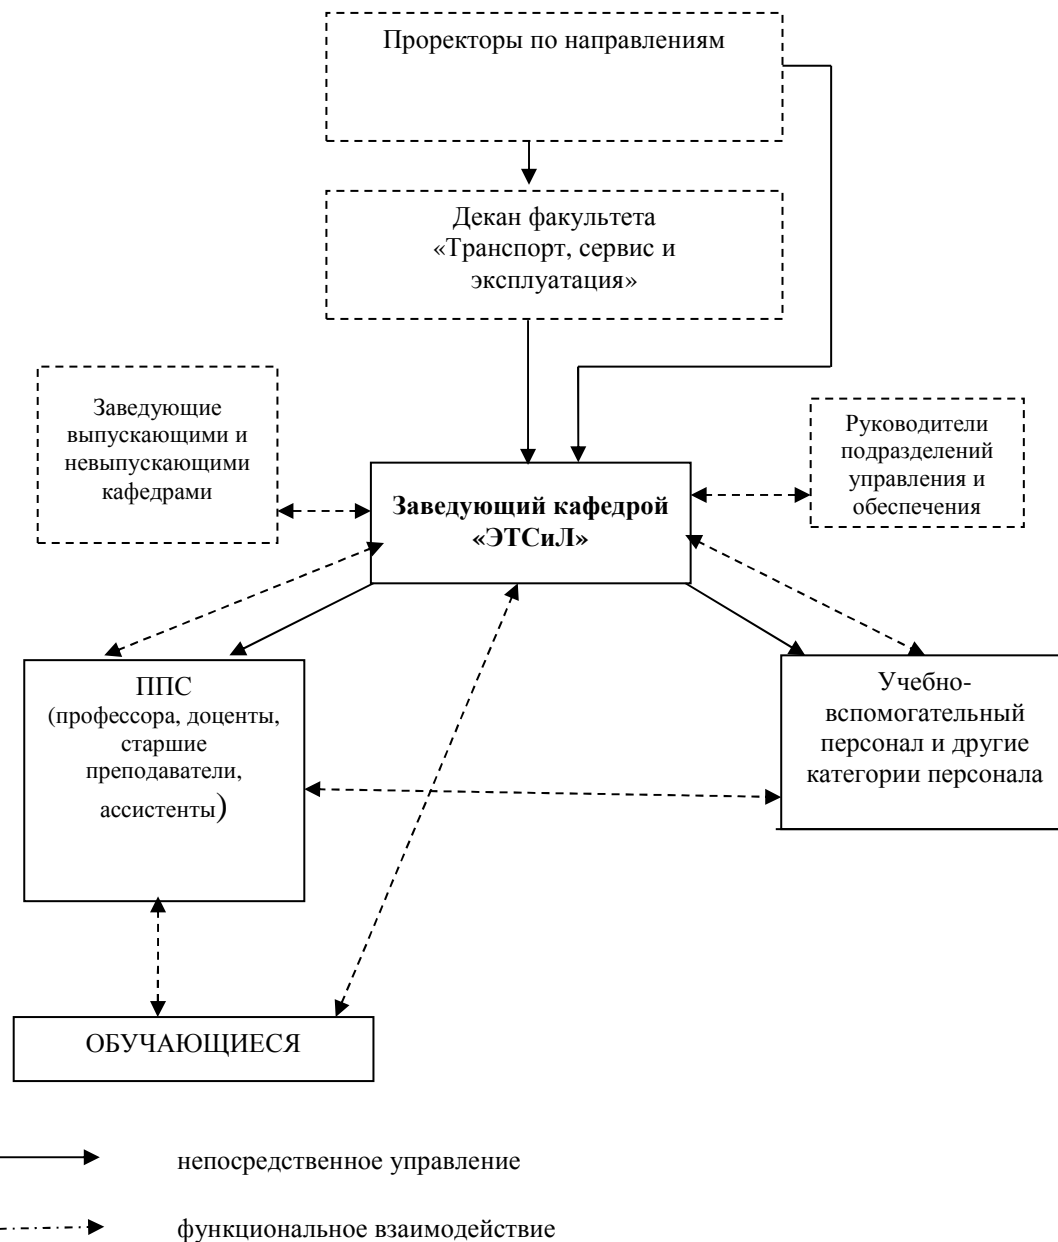 Проректоры по направлениям
Декан факультета
«Транспорт, сервис и
эксплуатация»
Заведующие
выпускающими и
невыпускающими
кафедрами
Руководители
подразделений
управления и
обеспечения
Заведующий кафедрой
«ЭТСиЛ»
ППС
(профессора, доценты,
старшие
преподаватели,
ассистенты)
Учебно-
вспомогательный
персонал и другие
категории персонала
ОБУЧАЮЩИЕСЯ
непосредственное управление
функциональное взаимодействие